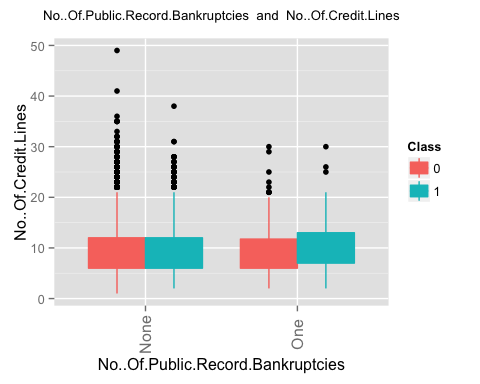 No..Of.Public.Record.Bankruptcies and No..Of.Credit.Lines
50
40
30
20
10
0
No..Of.Credit.Lines
None
One
No..Of.Public.Record.Bankruptcies
Class
0
1